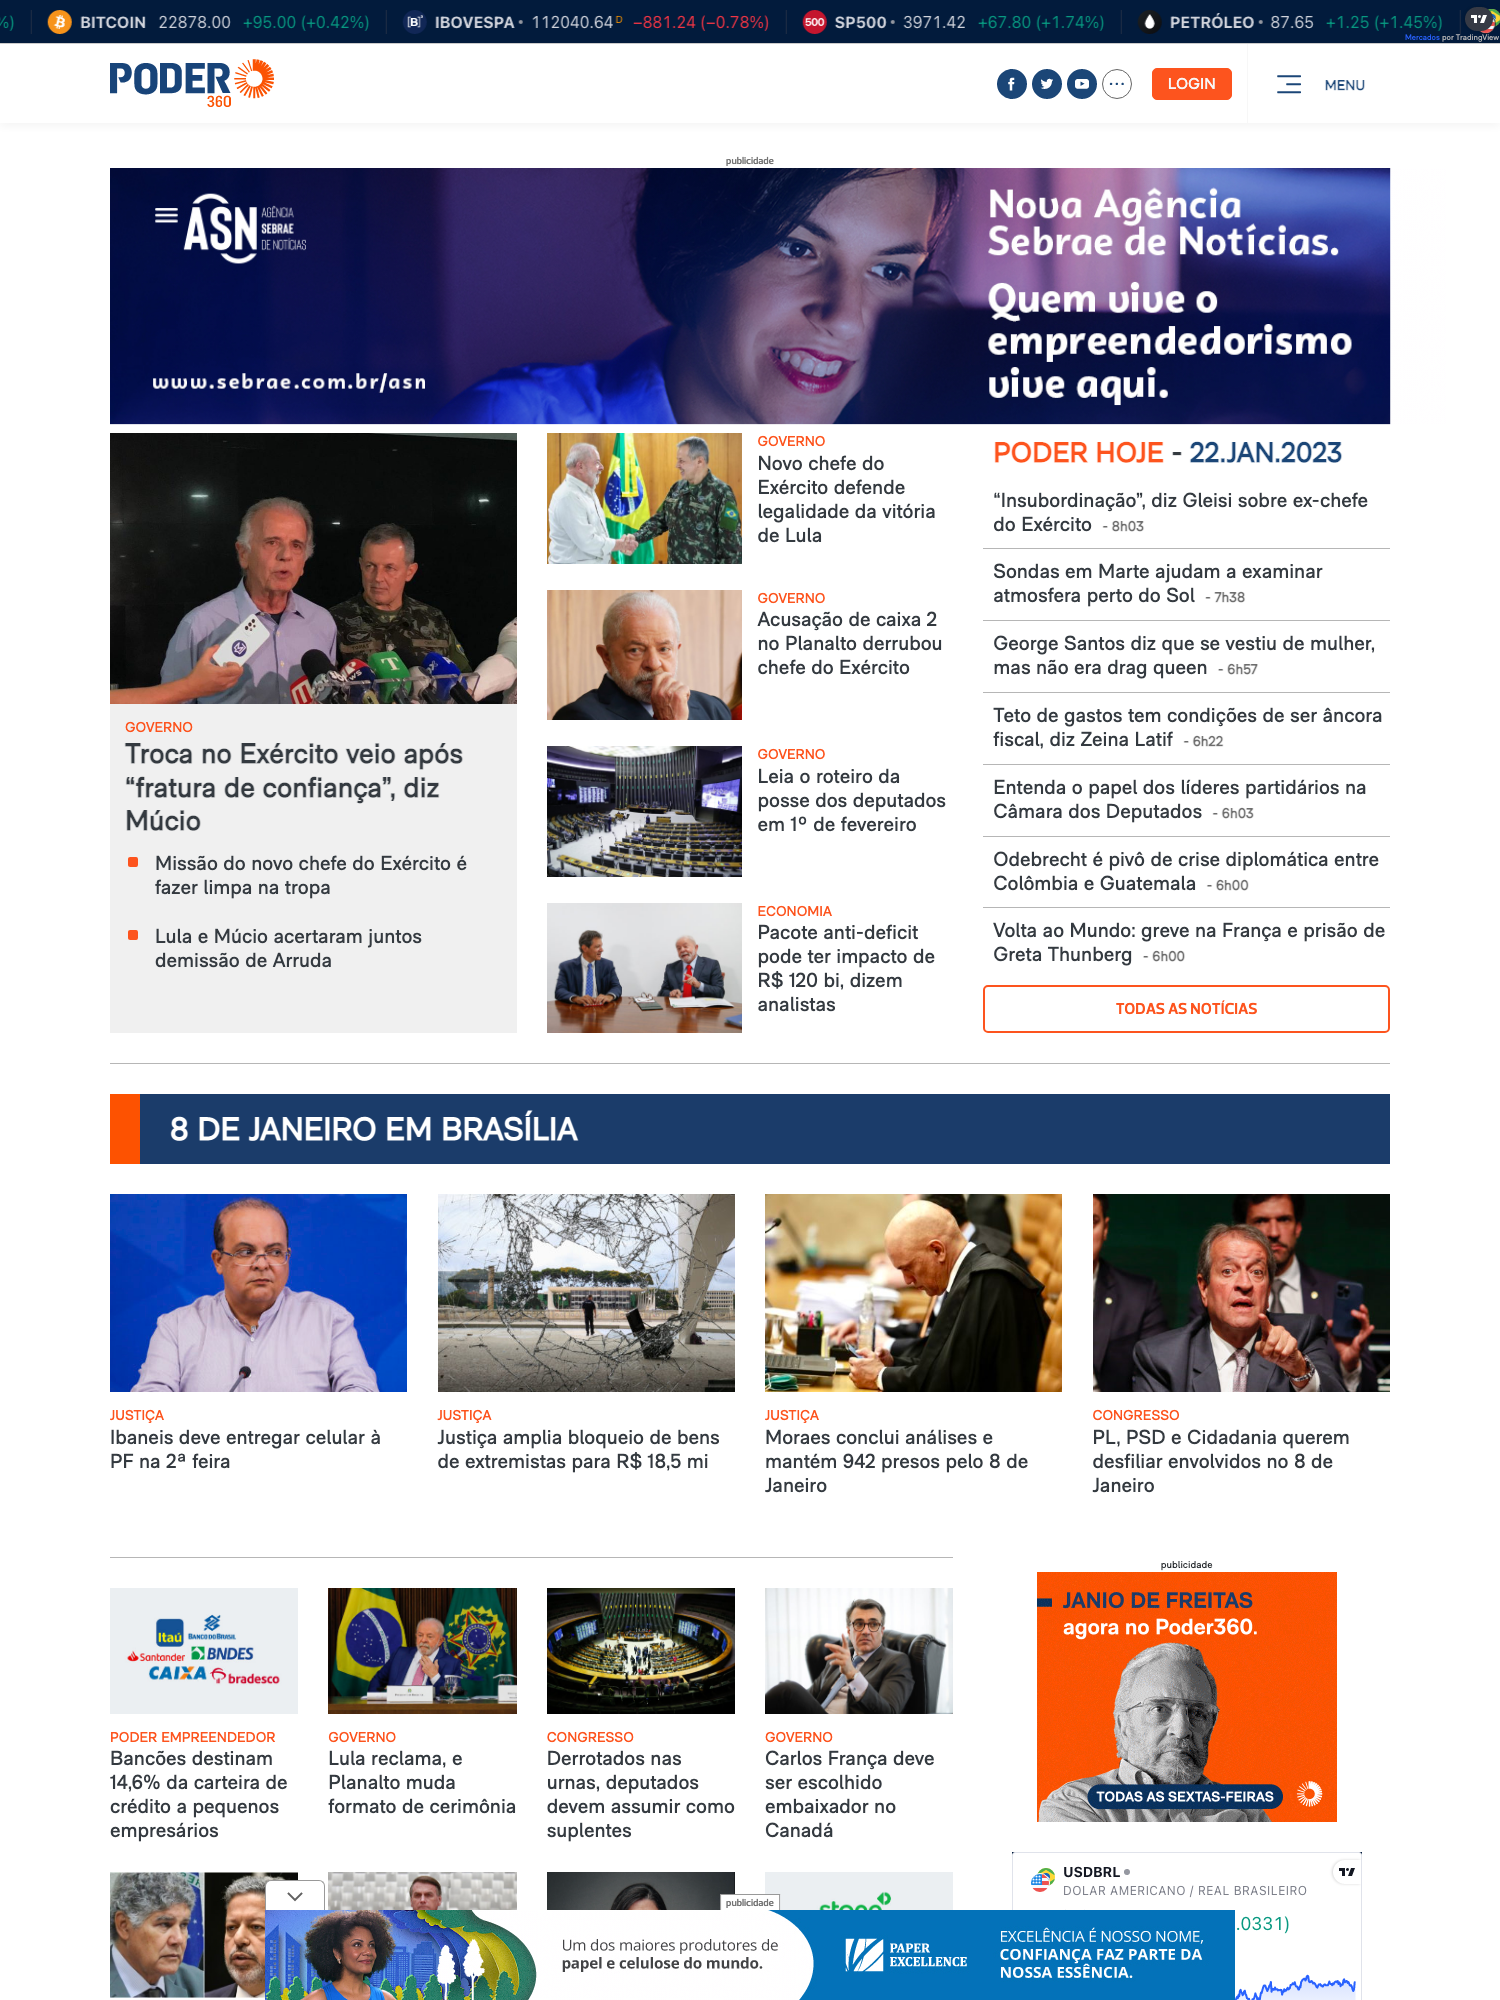 %)
BITCOIN 22878.00 +95.00 (+0.42%)
IBOVESPA 112040.64 D −881.24 (−0.78%)
500 SP500 3971.42 +67.80 (+1.74%)
PETRÓLEO 87.65 +1.25 (+1.45%)
Mercados por TradingView
PODER
360
LOGIN
MENU
publicidade
ASN
AGÊNCIA
SEBRAE
DE NOTÍCIAS
www.sebrae.com.br/asn
Nova Agência
Sebrae de Notícias.
Quem vive o
empreendedorismo
vive aqui.
GOVERNO
Troca no Exército veio após
“fratura de confiança”, diz
Múcio
Missão do novo chefe do Exército é
fazer limpa na tropa
Lula e Múcio acertaram juntos
demissão de Arruda
GOVERNO
Novo chefe do
Exército defende
legalidade da vitória
de Lula
GOVERNO
Acusação de caixa 2
no Planalto derrubou
chefe do Exército
GOVERNO
Leia o roteiro da
posse dos deputados
em 1º de fevereiro
ECONOMIA
Pacote anti-deficit
pode ter impacto de
R$ 120 bi, dizem
analistas
PODER HOJE - 22.JAN.2023
“Insubordinação”, diz Gleisi sobre ex-chefe
do Exército - 8h03
Sondas em Marte ajudam a examinar
atmosfera perto do Sol - 7h38
George Santos diz que se vestiu de mulher,
mas não era drag queen - 6h57
Teto de gastos tem condições de ser âncora
fiscal, diz Zeina Latif - 6h22
Entenda o papel dos líderes partidários na
Câmara dos Deputados - 6h03
Odebrecht é pivô de crise diplomática entre
Colômbia e Guatemala - 6h00
Volta ao Mundo: greve na França e prisão de
Greta Thunberg - 6h00
TODAS AS NOTÍCIAS
8 DE JANEIRO EM BRASÍLIA
JUSTIÇA
Ibaneis deve entregar celular à
PF na 2ª feira
JUSTIÇA
Justiça amplia bloqueio de bens
de extremistas para R$ 18,5 mi
JUSTIÇA
Moraes conclui análises e
mantém 942 presos pelo 8 de
Janeiro
CONGRESSO
PL, PSD e Cidadania querem
desfiliar envolvidos no 8 de
Janeiro
Itaú
BANCO DO BRASIL
Santander
BNDES
CAIXA
bradesco
PODER EMPREENDEDOR
Bancões destinam
14,6% da carteira de
crédito a pequenos
empresários
GOVERNO
Lula reclama, e
Planalto muda
formato de cerimônia
CONGRESSO
Derrotados nas
urnas, deputados
devem assumir como
suplentes
GOVERNO
Carlos França deve
ser escolhido
embaixador no
Canadá
publicidade
JANIO DE FREITAS
agora no Poder360.
TODAS AS SEXTAS-FEIRAS
USDBRL
DOLAR AMERICANO / REAL BRASILEIRO
.0331)
stone
publicidade
Um dos maiores produtores de
papel e celulose do mundo.
PAPER
EXCELLENCE
EXCELÊNCIA É NOSSO NOME,
CONFIANÇA FAZ PARTE DA
NOSSA ESSÊNCIA.